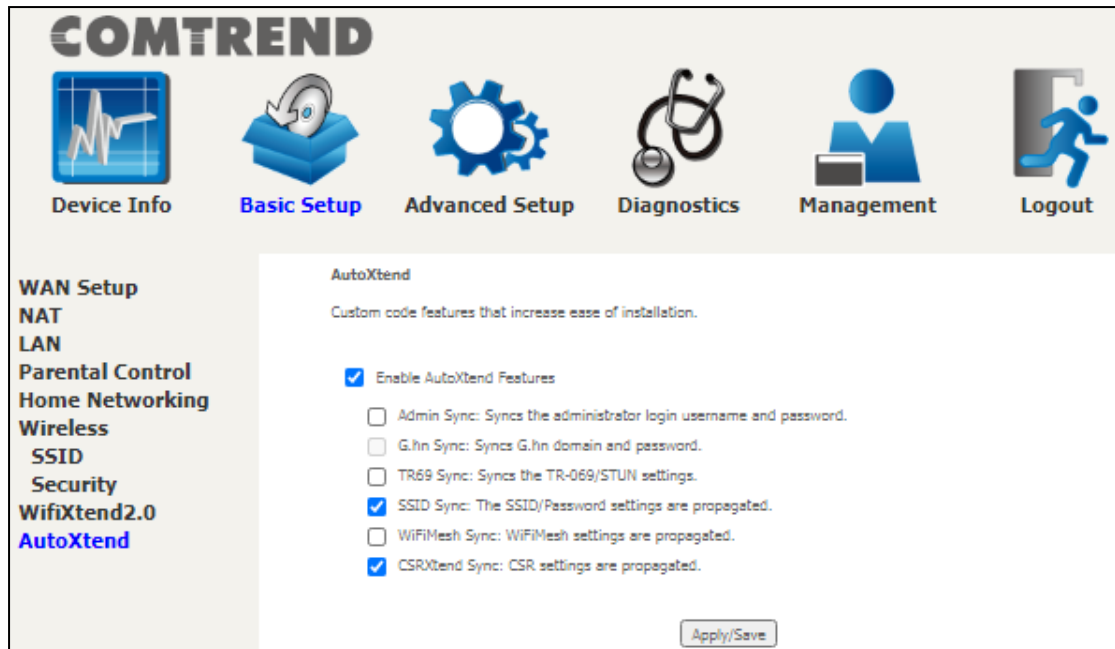 COMTREND
Device Info
Basic Setup
Advanced Setup
Diagnostics
Management
Logout
WAN Setup
NAT
LAN
Parental Control
Home Networking
Wireless
SSID
Security
WifiXtend2.0
AutoXtend
AutoXtend
Custom code features that increase ease of installation.
Enable AutoXtend Features
Admin Sync: Syncs the administrator login username and password.
G.hn Sync: Syncs G.hn domain and password.
TR69 Sync: Syncs the TR-069/STUN settings.
SSID Sync: The SSID/Password settings are propagated.
WiFiMesh Sync: WiFiMesh settings are propagated.
CSRXtend Sync: CSR settings are propagated.
Apply/Save